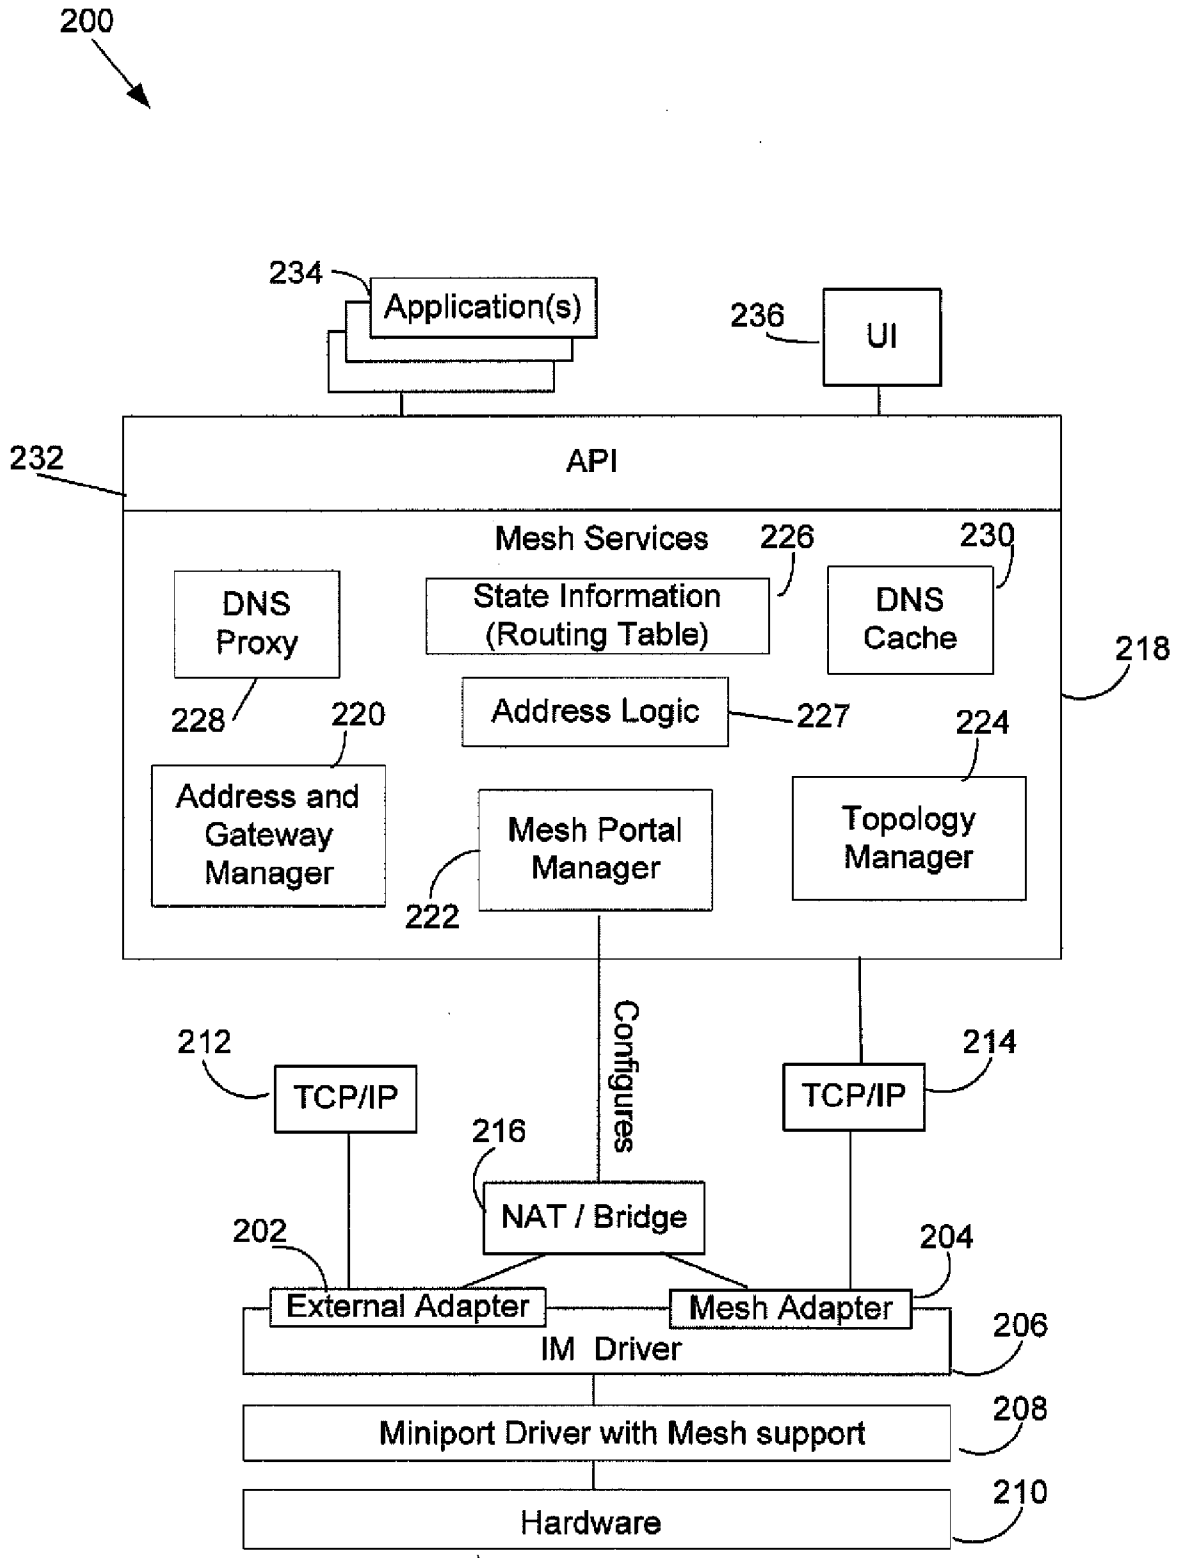 200
234
Application(s)
236
UI
232
API
Mesh Services
226
230
DNS
Proxy
State Information
(Routing Table)
DNS
Cache
218
228
220
Address Logic
227
224
Address and
Gateway
Manager
Mesh Portal
Manager
Topology
Manager
222
Configures
212
TCP/IP
214
TCP/IP
216
NAT / Bridge
202
204
External Adapter
Mesh Adapter
IM Driver
206
Miniport Driver with Mesh support
208
Hardware
210